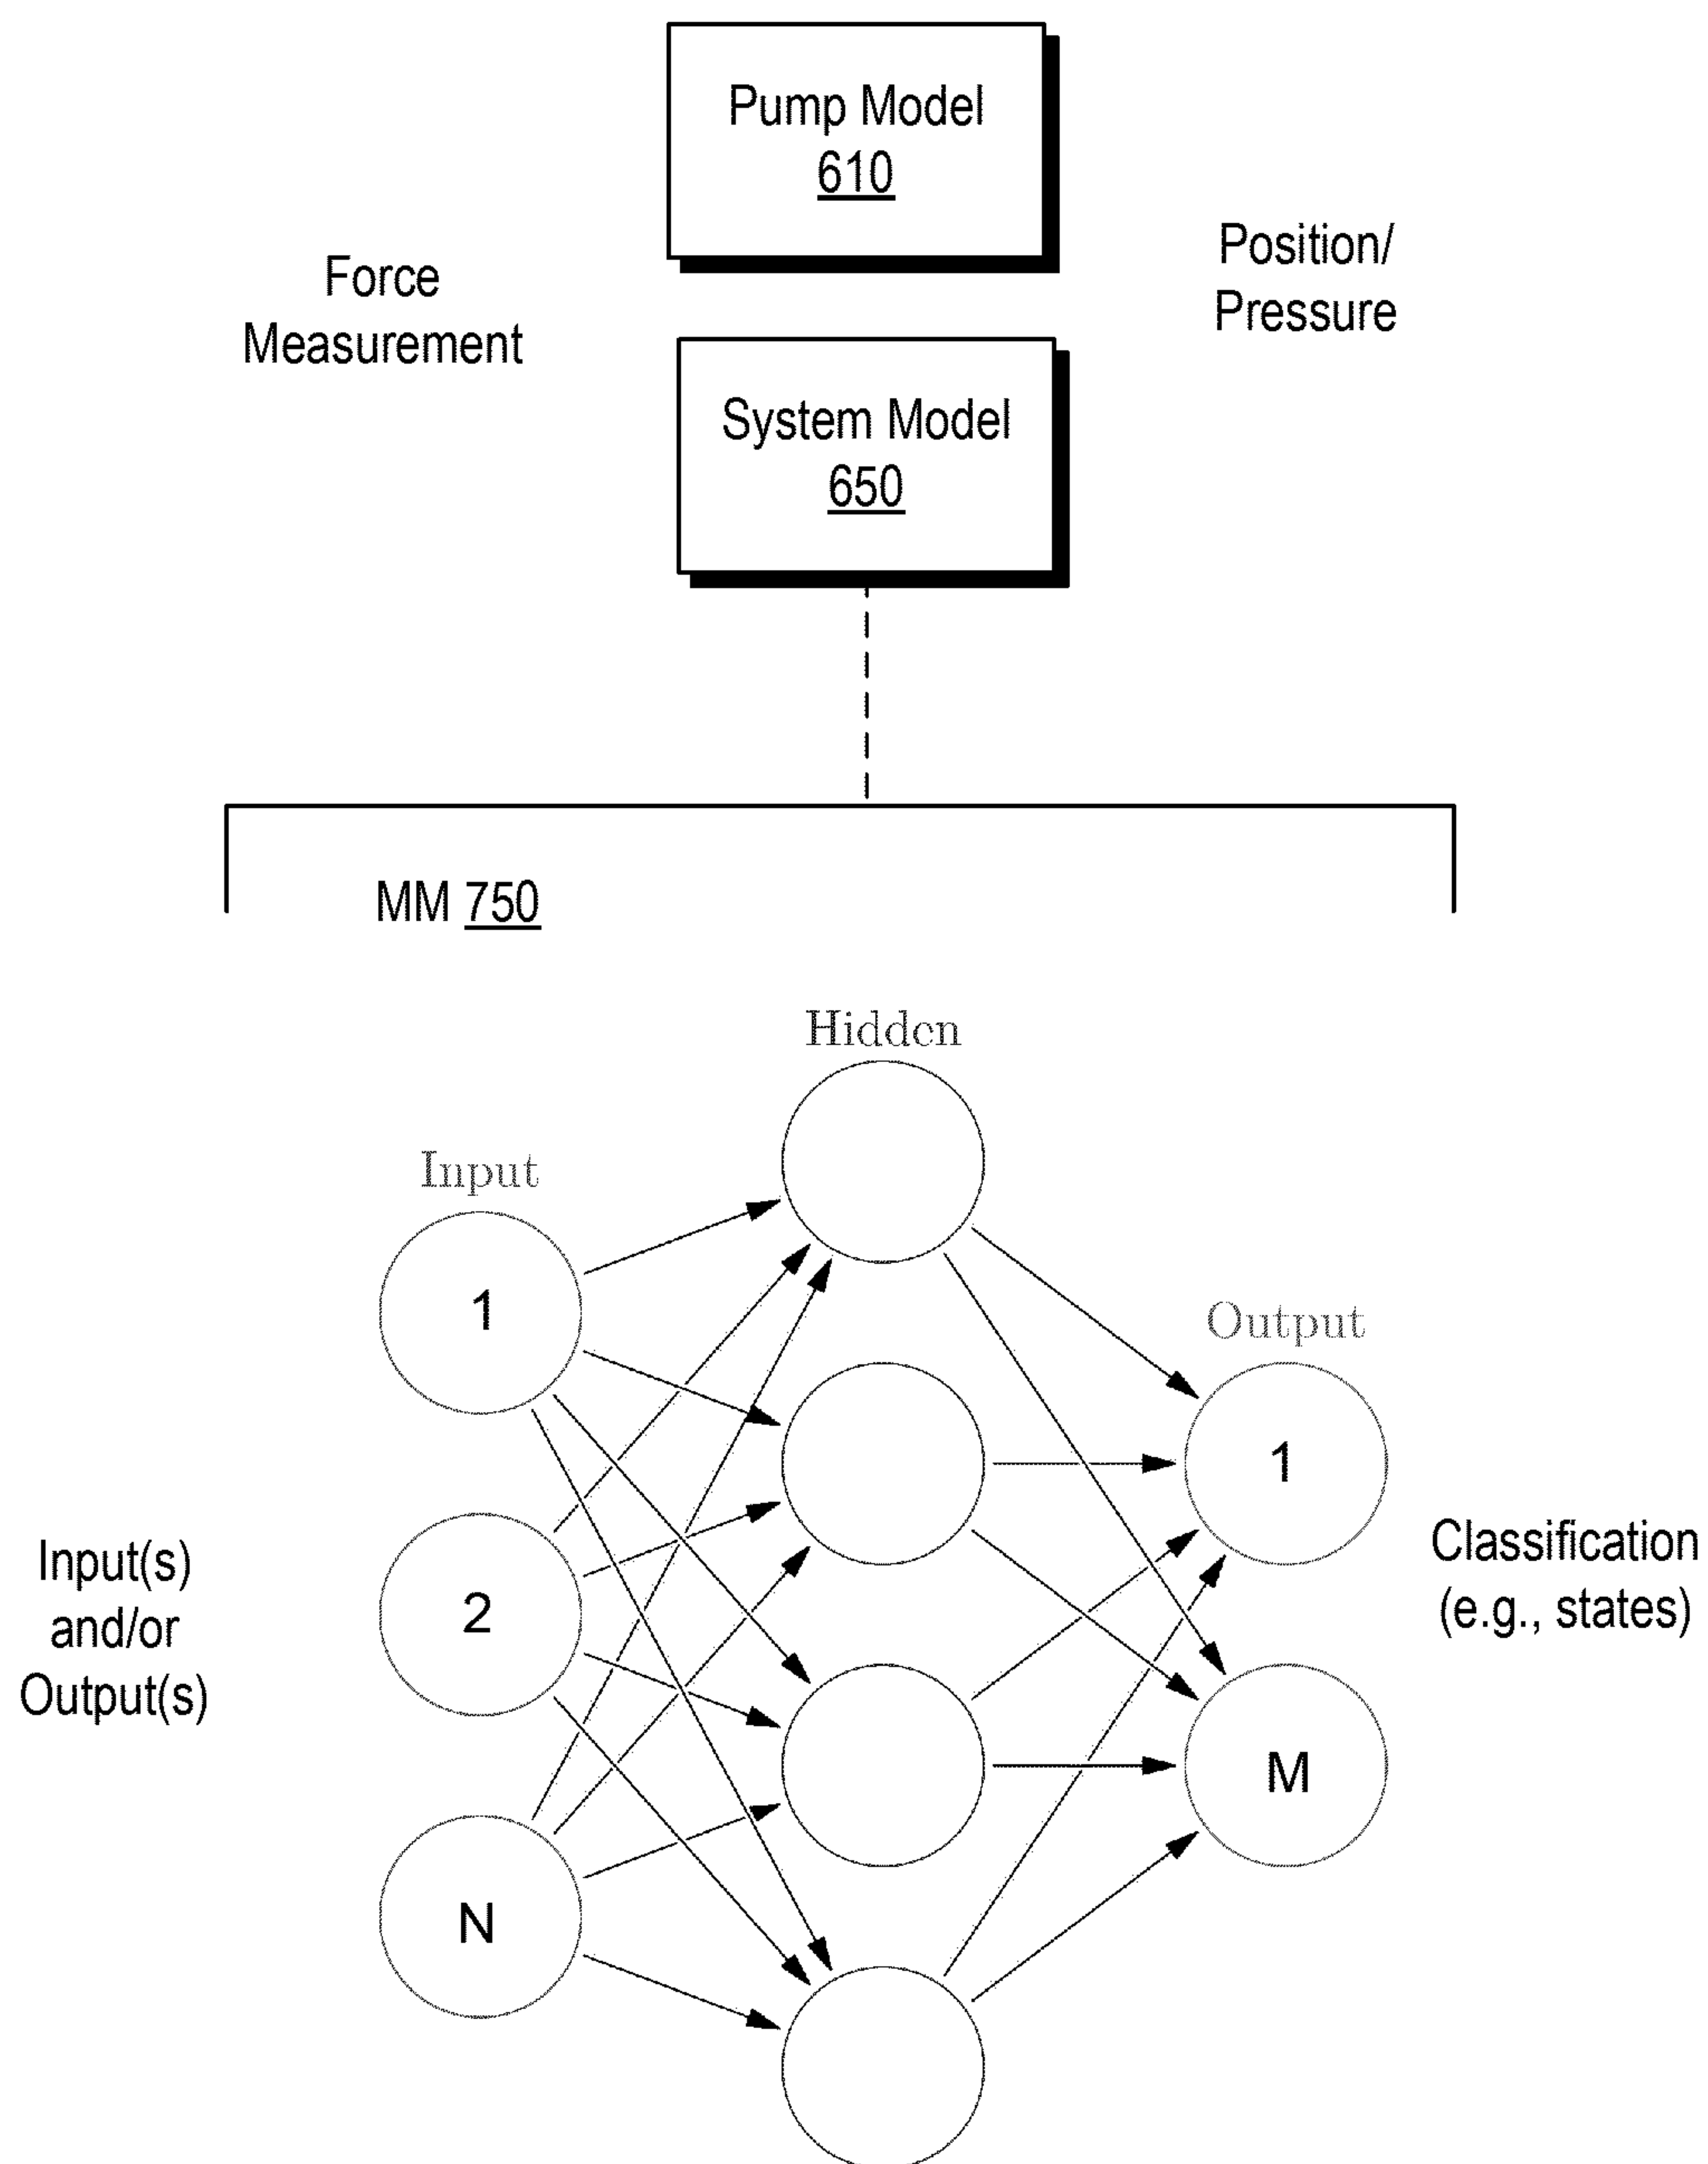 Pump Model
610
Force
Measurement
Position/
Pressure
System Model
650
MM 750
Hidden
Input
1
Output
1
2
Input(s)
and/or
Output(s)
Classification
(e.g., states)
M
N